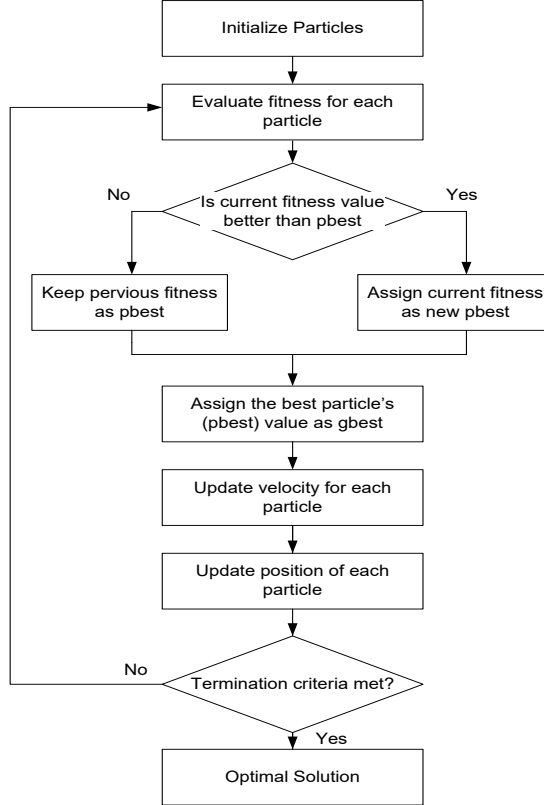 Initialize Particles
Evaluate fitness for each
particle
No
Is current fitness value
better than pbest
Yes
Keep pervious fitness
as pbest
Assign current fitness
as new pbest
Assign the best particle's
(pbest) value as gbest
Update velocity for each
particle
Update position of each
particle
No
Termination criteria met?
Yes
Optimal Solution